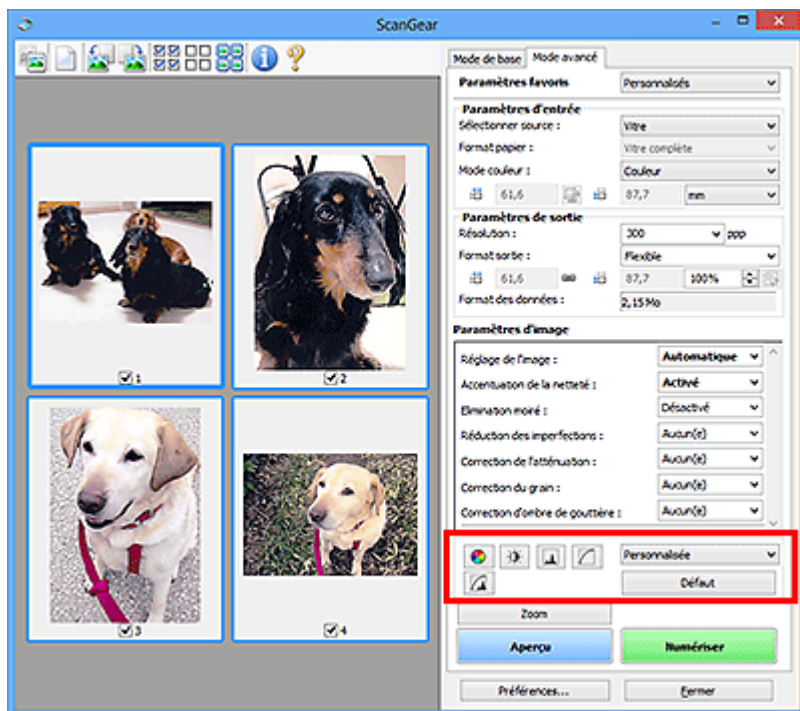 ScanGear
Mode de base Mode avancé
Paramètres favoris Personnalisés
Paramètres d'entrée
Sélectionner source : Vitre
Format papier : Vitre complète
Mode couleur : Couleur
61,6 87,7 mm
Paramètres de sortie
Résolution : 300 ppp
Format sortie : Flexible
61,6 87,7 100%
Format des données : 2,15 Mo
Paramètres d'image
Réglage de l'image : Automatique
Accentuation de la netteté : Activé
Elimination moiré : Désactivé
Réduction des imperfections : Aucun(e)
Correction de l'atténuation : Aucun(e)
Correction du grain : Aucun(e)
Correction d'ombre de gouttière : Aucun(e)
1
2
3
4
Personnalisée
Défaut
Zoom
Aperçu Numériser
Préférences... Fermer